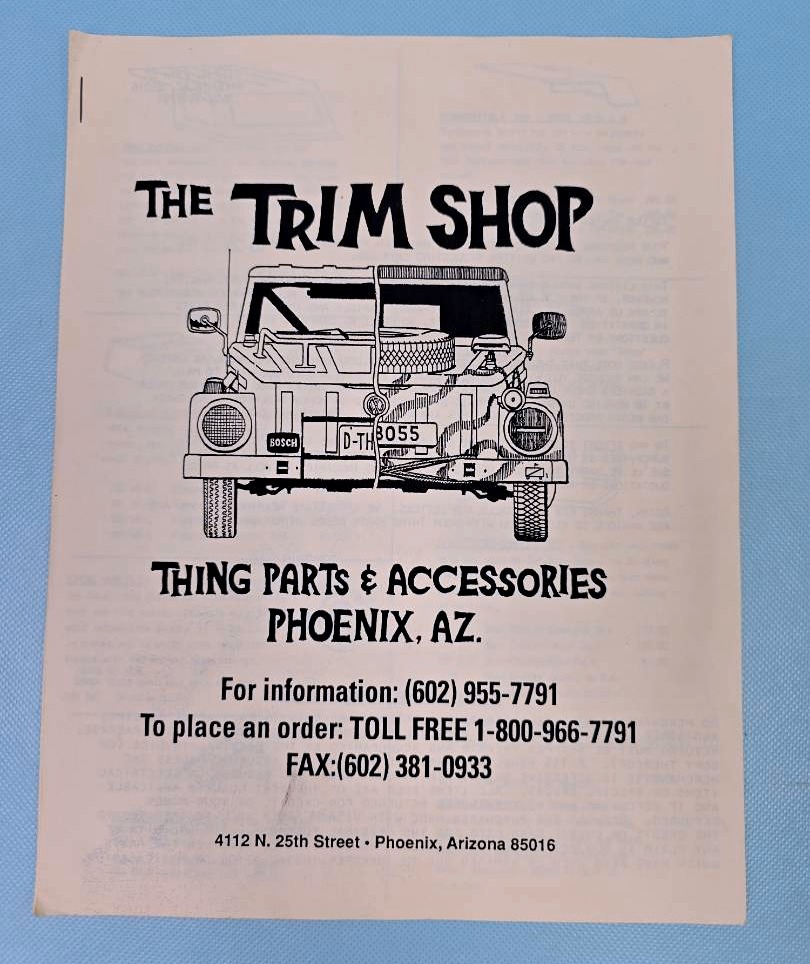 THE TRIM SHOP
BOSCH
D-TH
BOSS
THING PARTS & ACCESSORIES
PHOENIX, AZ.
For information: (602) 955-7791
To place an order: TOLL FREE 1-800-966-7791
FAX:(602) 381-0933
4112 N. 25th Street • Phoenix, Arizona 85016